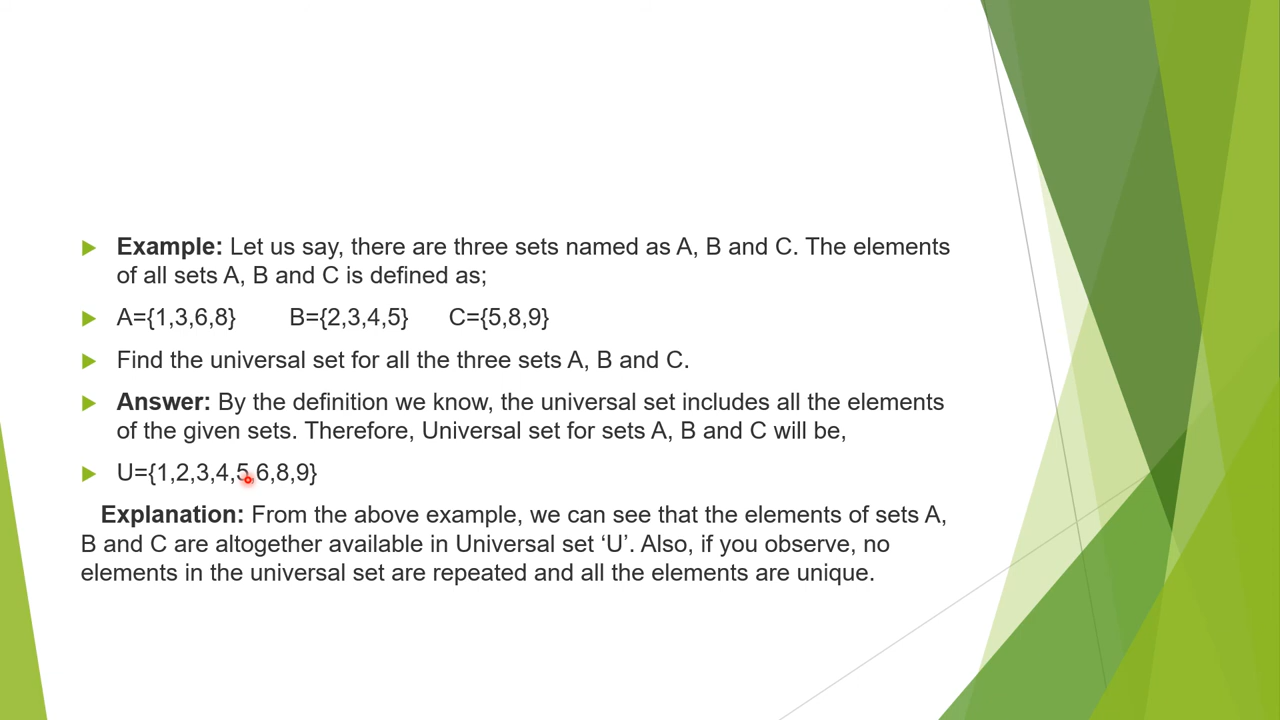 Example: Let us say, there are three sets named as A, B and C. The elements
of all sets A, B and C is defined as;
A={1,3,6,8} B={2,3,4,5} C={5,8,9}
Find the universal set for all the three sets A, B and C.
Answer: By the definition we know, the universal set includes all the elements
of the given sets. Therefore, Universal set for sets A, B and C will be,
U={1,2,3,4,5,6,8,9}
Explanation: From the above example, we can see that the elements of sets A,
B and C are altogether available in Universal set ‘U’. Also, if you observe, no
elements in the universal set are repeated and all the elements are unique.